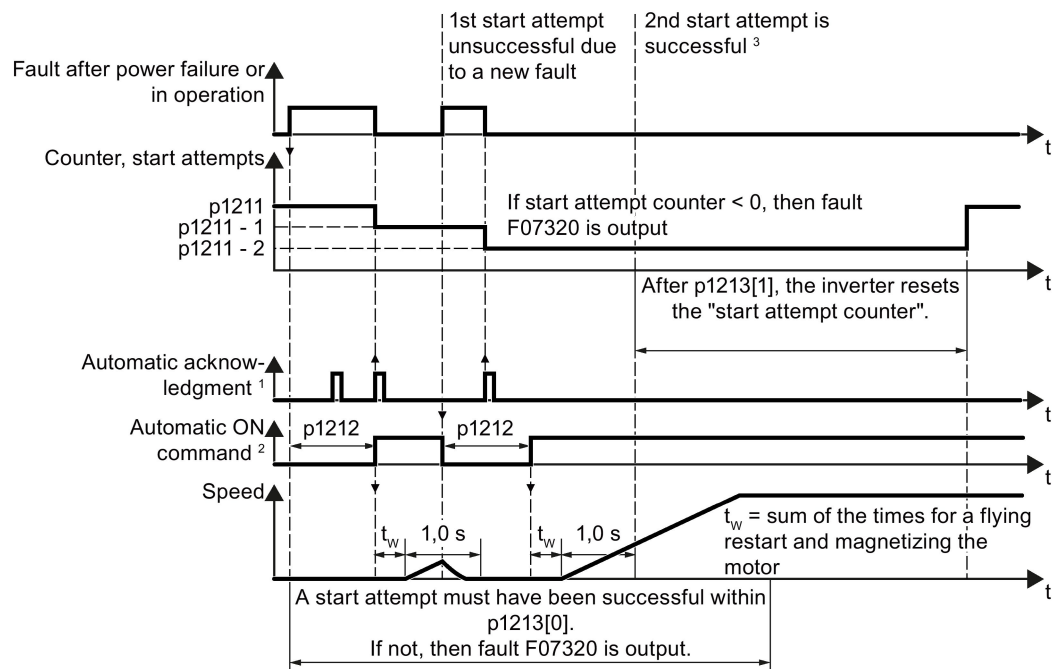 1st start attempt
unsuccessful due
to a new fault
2nd start attempt is
successful ³
Fault after power failure or
in operation
t
Counter, start attempts
p1211
p1211 - 1
p1211 - 2
If start attempt counter < 0, then fault
F07320 is output
t
After p1213[1], the inverter resets
the "start attempt counter".
Automatic acknow-
ledgment ¹
t
Automatic ON
command ²
p1212
p1212
t
Speed
t_W
1,0 s
t_W
1,0 s
t_W = sum of the times for a flying
restart and magnetizing the
motor
t
A start attempt must have been successful within
p1213[0].
If not, then fault F07320 is output.